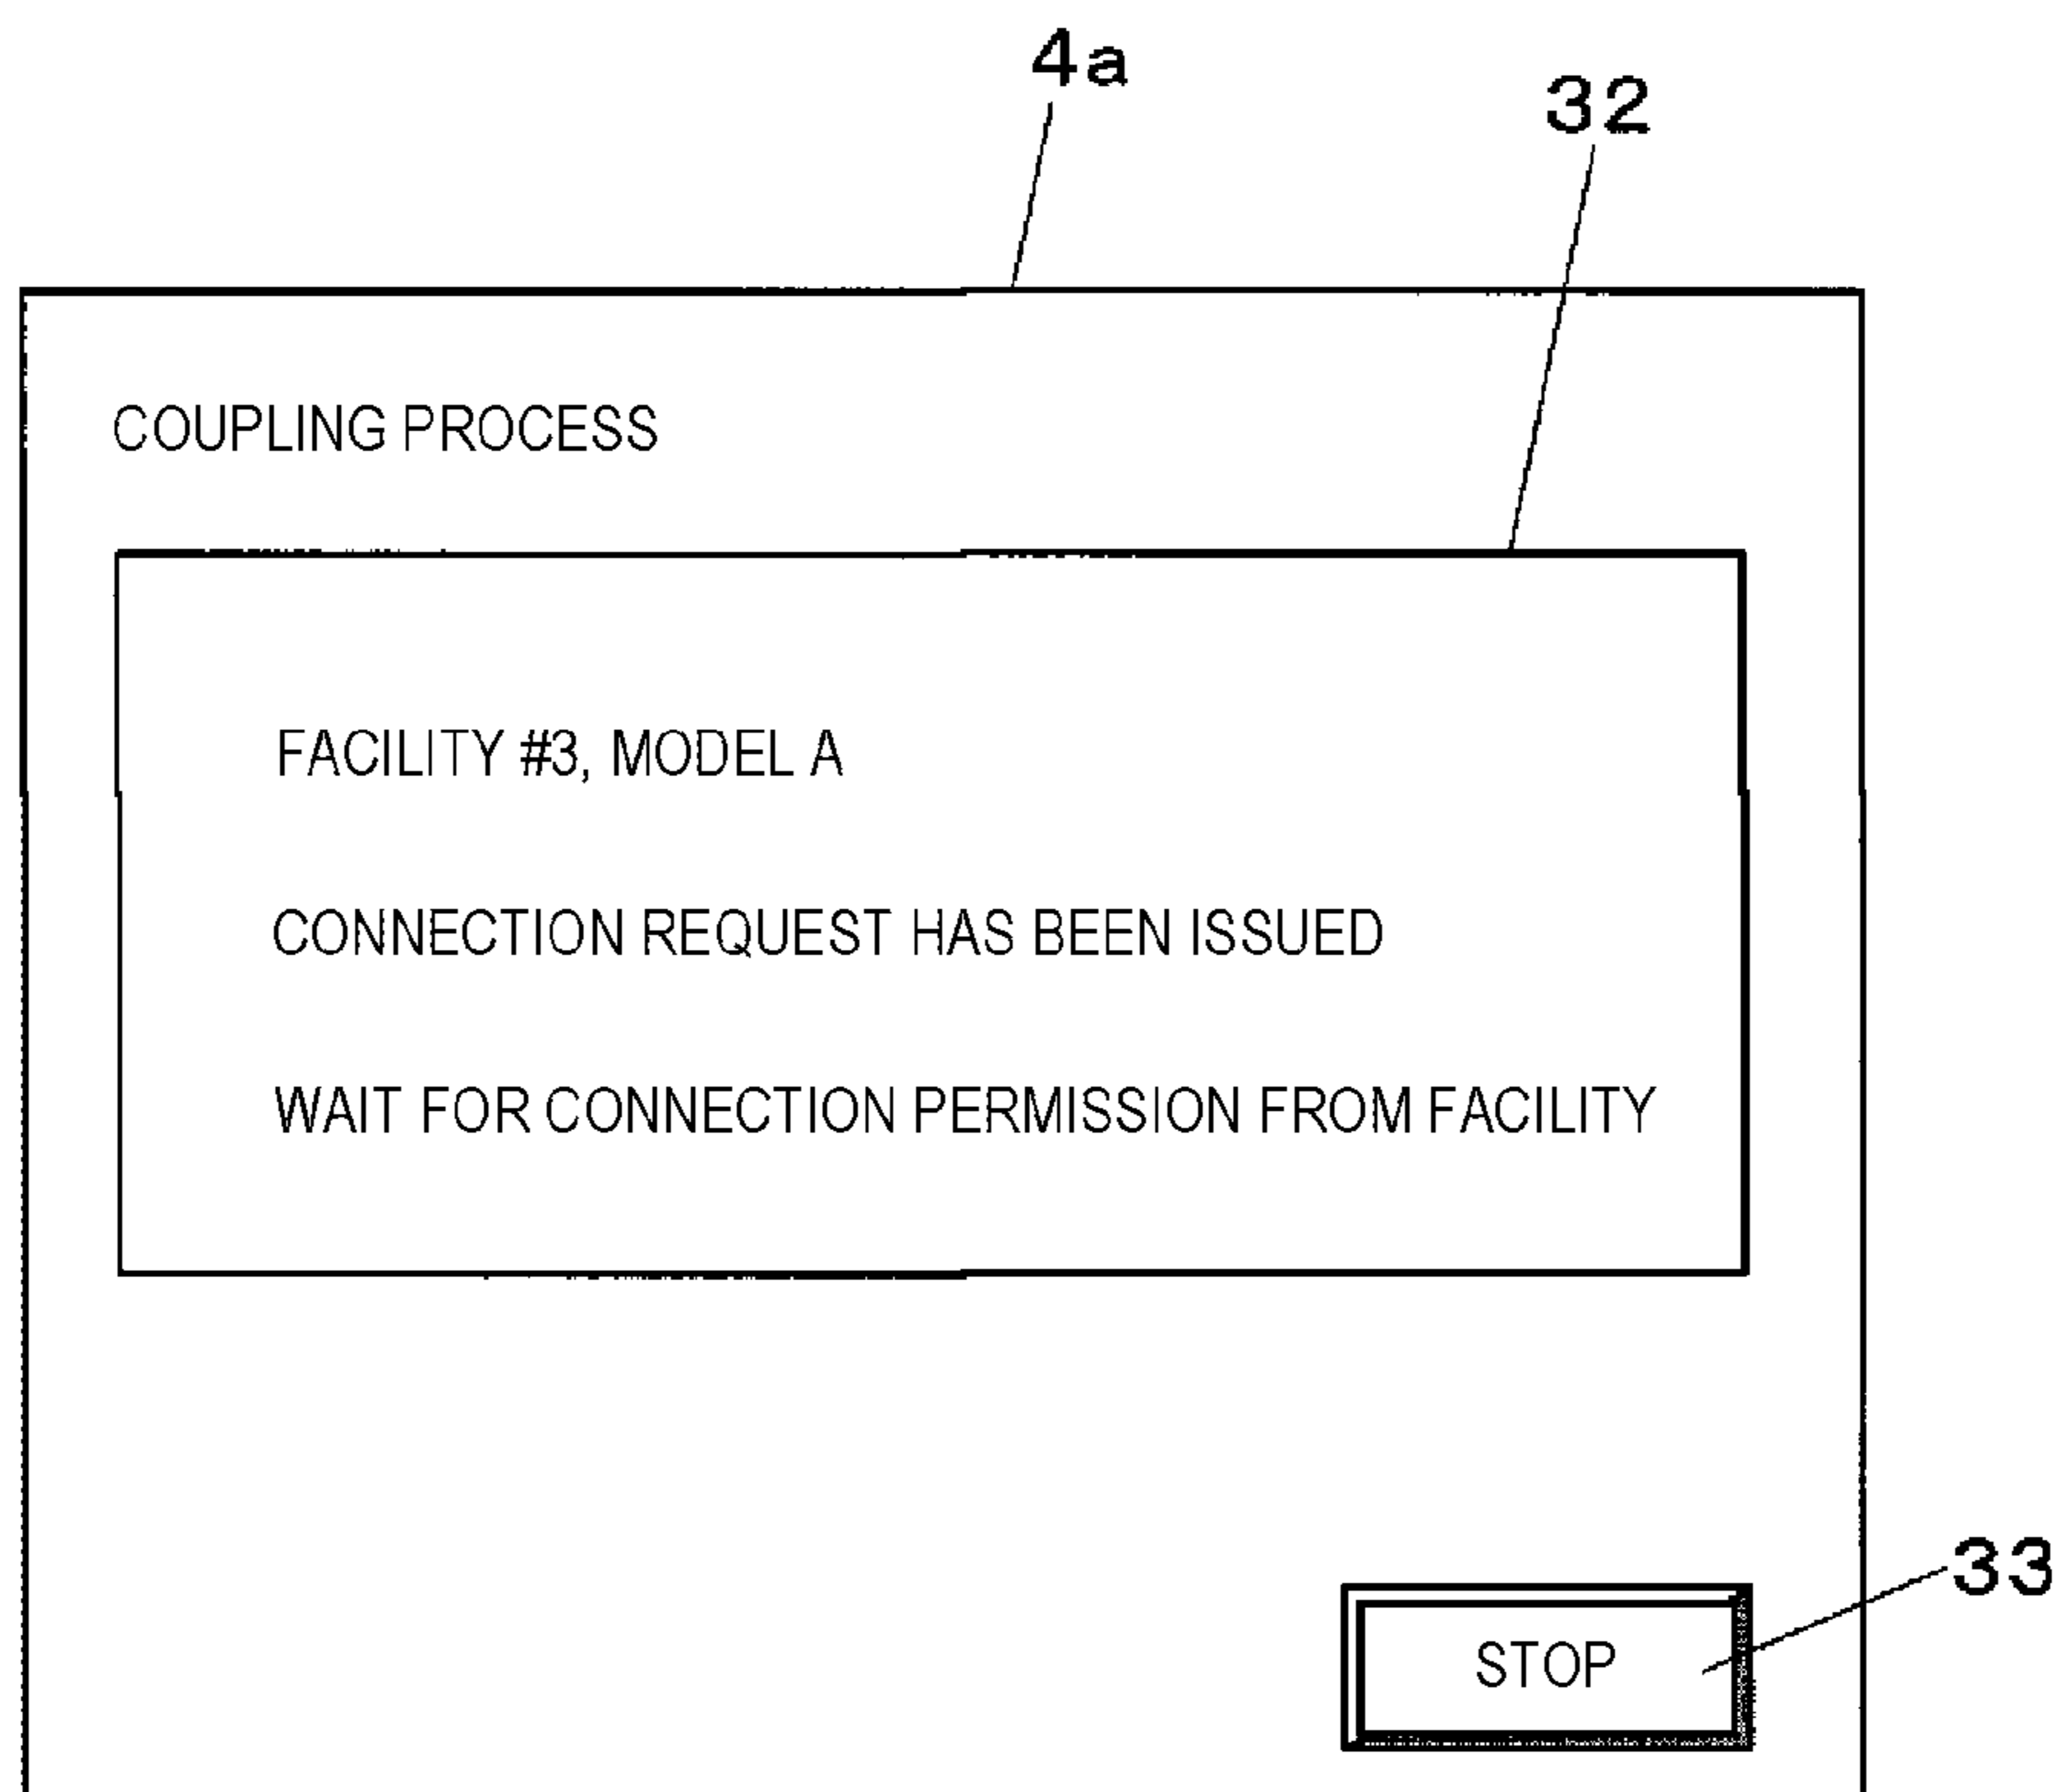 4a
32
COUPLING PROCESS
FACILITY #3, MODEL A
CONNECTION REQUEST HAS BEEN ISSUED
WAIT FOR CONNECTION PERMISSION FROM FACILITY
33
STOP